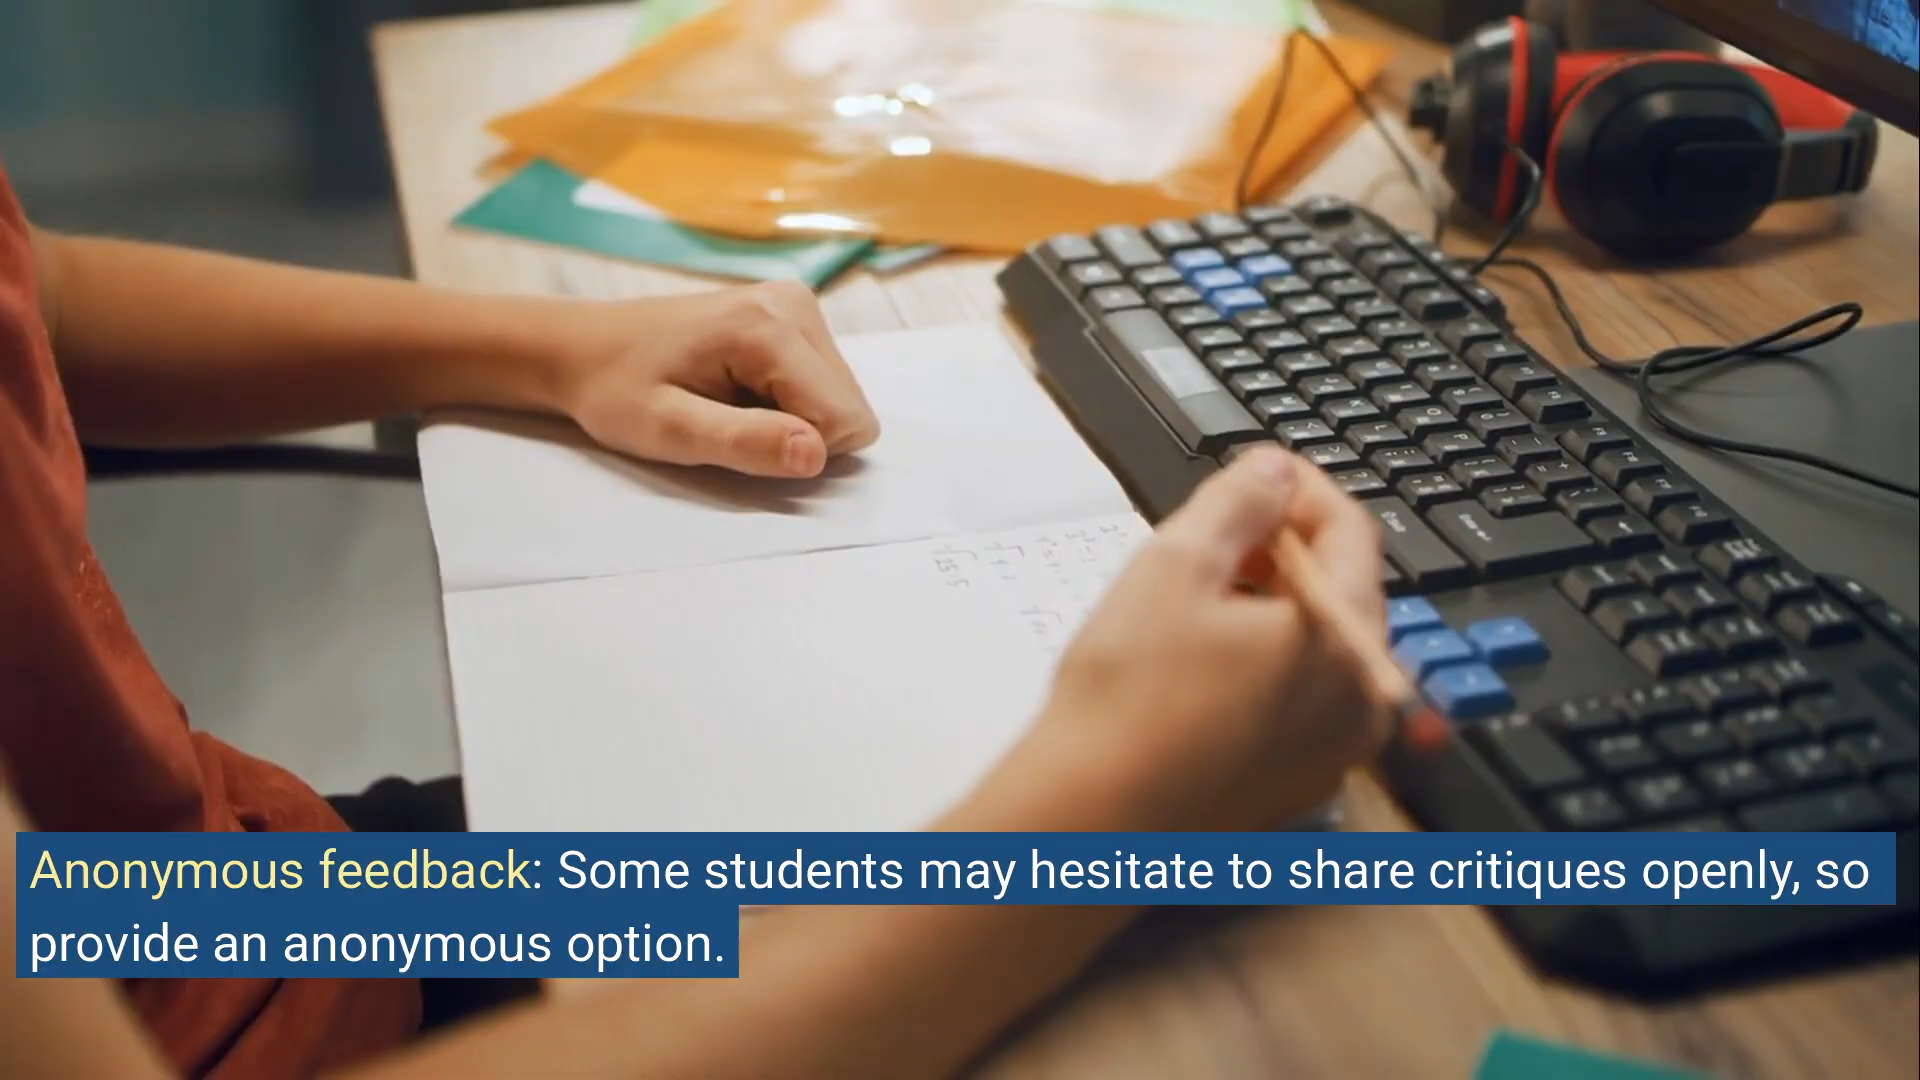 Anonymous feedback: Some students may hesitate to share critiques openly, so
provide an anonymous option.